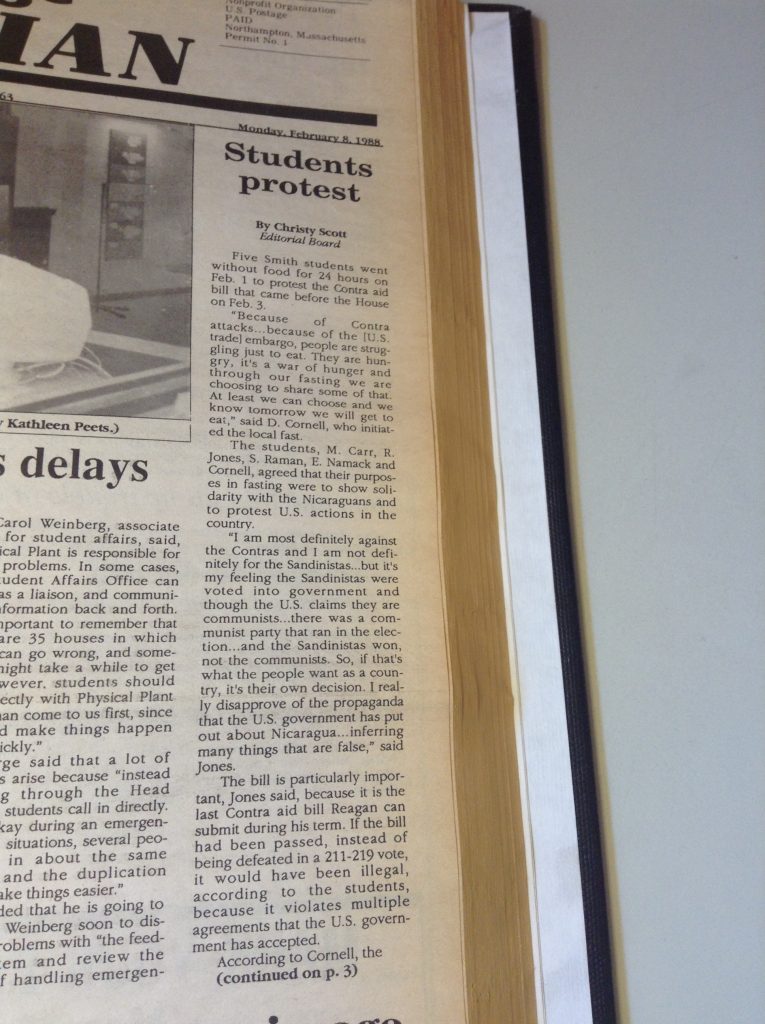 Nonprofit Organization
U.S. Postage
PAID
Northampton, Massachusetts
Permit No. 1
IAN
63
Monday, February 8, 1988
Students
protest
By Christy Scott
Editorial Board
Five Smith students went
without food for 24 hours on
Feb. 1 to protest the Contra aid
bill that came before the House
on Feb. 3.
"Because of Contra
attacks...because of the [U.S.
trade] embargo, people are strug-
gling just to eat. They are hun-
gry, it's a war of hunger and
through our fasting we are
choosing to share some of that.
At least we can choose and we
know tomorrow we will get to
eat," said D. Cornell, who initiat-
ed the local fast.
The students, M. Carr, R.
Jones, S. Raman, E. Namack and
Cornell, agreed that their purpos-
es in fasting were to show soli-
darity with the Nicaraguans and
to protest U.S. actions in the
country.
"I am most definitely against
the Contras and I am not defi-
nitely for the Sandinistas...but it's
my feeling the Sandinistas were
voted into government and
though the U.S. claims they are
communists...there was a com-
munist party that ran in the elec-
tion...and the Sandinistas won,
not the communists. So, if that's
what the people want as a coun-
try, it's their own decision. I real-
ly disapprove of the propaganda
that the U.S. government has put
out about Nicaragua...inferring
many things that are false," said
Jones.
The bill is particularly impor-
tant, Jones said, because it is the
last Contra aid bill Reagan can
submit during his term. If the bill
had been passed, instead of
being defeated in a 211-219 vote,
it would have been illegal,
according to the students,
because it violates multiple
agreements that the U.S. govern-
ment has accepted.
According to Cornell, the
(continued on p. 3)
Kathleen Peets.)
s delays
Carol Weinberg, associate
for student affairs, said,
ical Plant is responsible for
problems. In some cases,
tudent Affairs Office can
as a liaison, and communi-
nformation back and forth.
mportant to remember that
are 35 houses in which
can go wrong, and some-
might take a while to get
wever, students should
ectly with Physical Plant
han come to us first, since
d make things happen
ickly."
rge said that a lot of
s arise because "instead
g through the Head
students call in directly.
kay during an emergen-
situations, several peo-
in about the same
and the duplication
ake things easier."
ded that he is going to
Weinberg soon to dis-
roblems with "the feed-
tem and review the
f handling emergen-